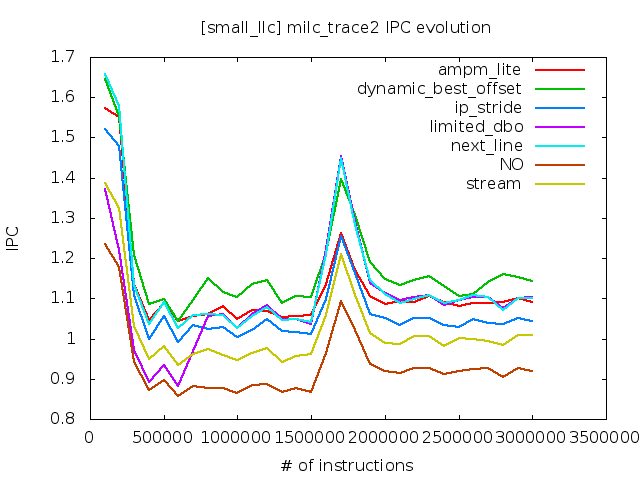 [small_llc] milc_trace2 IPC evolution
1.7
1.6
1.5
1.4
1.3
1.2
1.1
1
0.9
0.8
IPC
ampm_lite
dynamic_best_offset
ip_stride
limited_dbo
next_line
NO
stream
0 500000 1000000 1500000 2000000 2500000 3000000 3500000
# of instructions